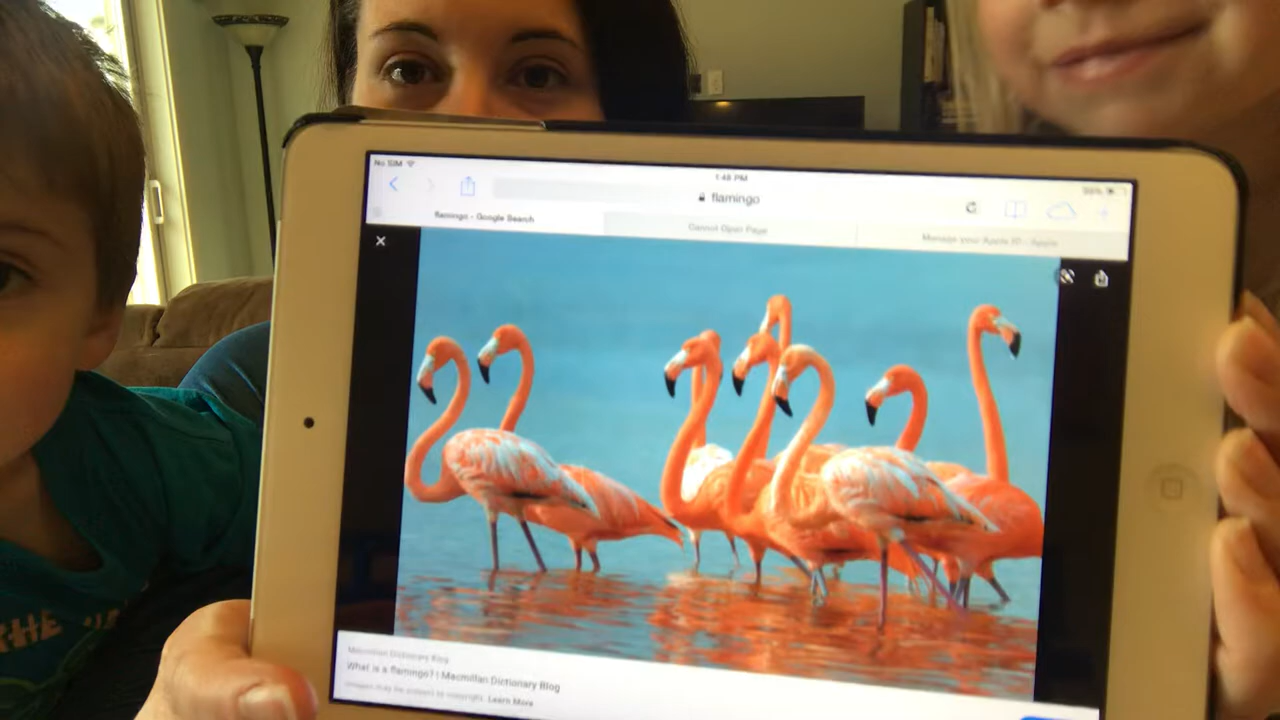 No SIM
1:48 PM
flamingo
flamingo - Google Search
Cannot Open Page
Manage your Apple ID - Apple
Macmillan Dictionary Blog
What is a flamingo? | Macmillan Dictionary Blog
Images may be subject to copyright. Learn More
THE